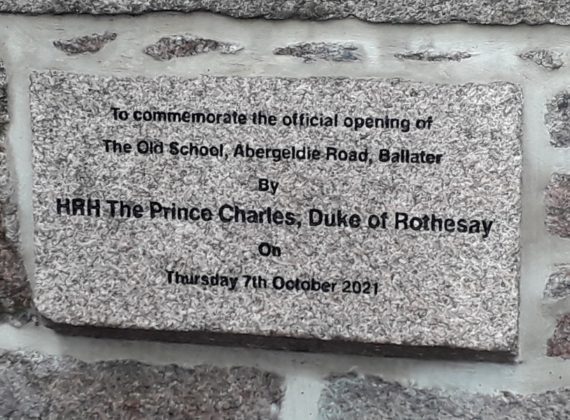 To commemorate the official opening of
The Old School, Abergeldie Road, Ballater
By
HRH The Prince Charles, Duke of Rothesay
On
Thursday 7th October 2021